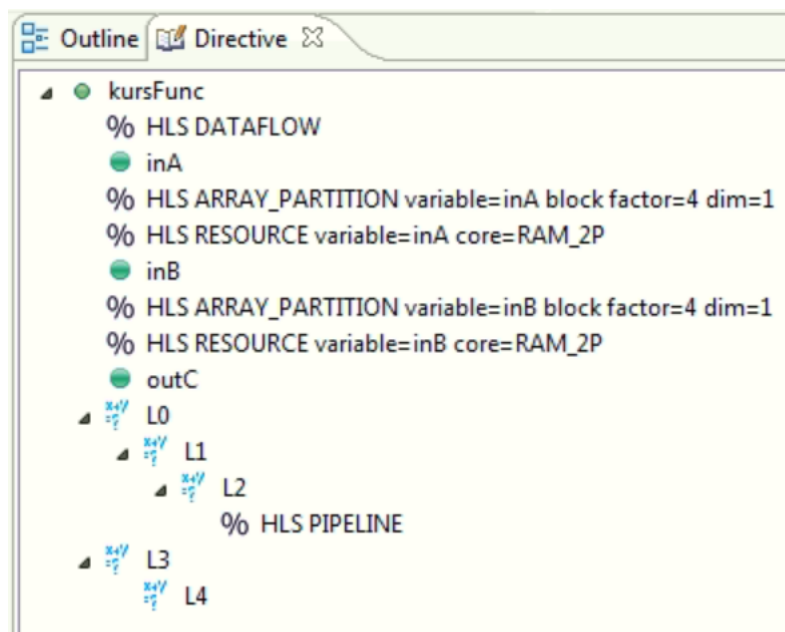 Outline Directive
kursFunc
% HLS DATAFLOW
inA
% HLS ARRAY_PARTITION variable=inA block factor=4 dim=1
% HLS RESOURCE variable=inA core=RAM_2P
inB
% HLS ARRAY_PARTITION variable=inB block factor=4 dim=1
% HLS RESOURCE variable=inB core=RAM_2P
outC
L0
L1
L2
% HLS PIPELINE
L3
L4